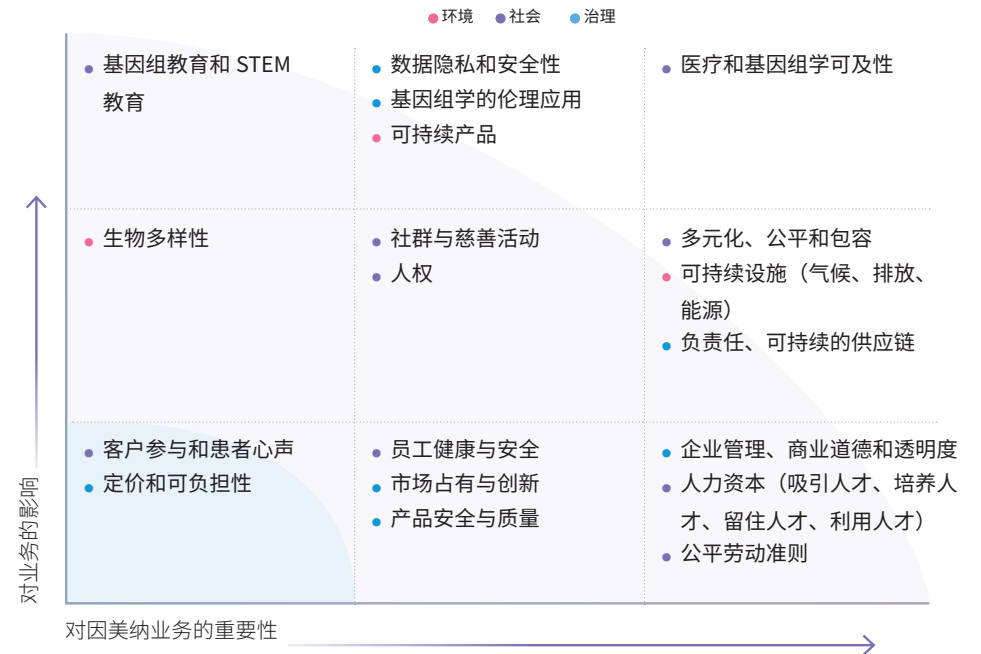 环境 社会 治理
基因组教育和 STEM
教育
数据隐私和安全性
基因组学的伦理应用
可持续产品
医疗和基因组学可及性
生物多样性
社群与慈善活动
人权
多元化、公平和包容
可持续设施（气候、排放、
能源）
负责任、可持续的供应链
客户参与和患者心声
定价和可负担性
员工健康与安全
市场占有与创新
产品安全与质量
企业管理、商业道德和透明度
人力资本（吸引人才、培养人
才、留住人才、利用人才）
公平劳动准则
对业务的影响
对因美纳业务的重要性